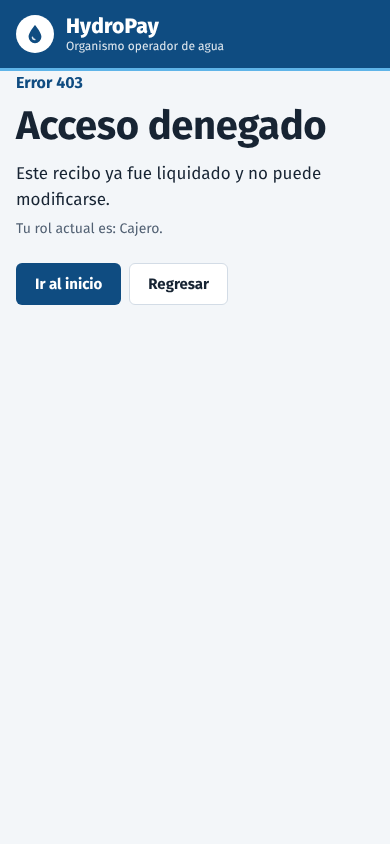 HydroPay
Organismo operador de agua
Error 403
Acceso denegado
Este recibo ya fue liquidado y no puede
modificarse.
Tu rol actual es: Cajero.
Ir al inicio
Regresar